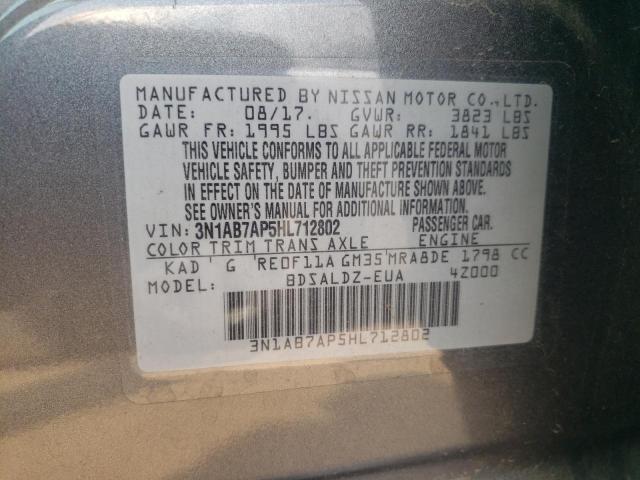 MANUFACTURED BY NISSAN MOTOR CO.,LTD.
DATE: 08/17. GVWR: 3823 LBS
GAWR FR: 1995 LBS GAWR RR: 1841 LBS
THIS VEHICLE CONFORMS TO ALL APPLICABLE FEDERAL MOTOR
VEHICLE SAFETY, BUMPER AND THEFT PREVENTION STANDARDS
IN EFFECT ON THE DATE OF MANUFACTURE SHOWN ABOVE.
SEE OWNER'S MANUAL FOR ADDITIONAL INFORMATION.
VIN: 3N1AB7AP5HL712802 PASSENGER CAR.
COLOR TRIM TRANS AXLE ENGINE
KAD ' G 'RE0F11A GM35'MRA8DE 1798 CC
MODEL: BDSALDZ-EUA 4Z000
3N1AB7AP5HL712802